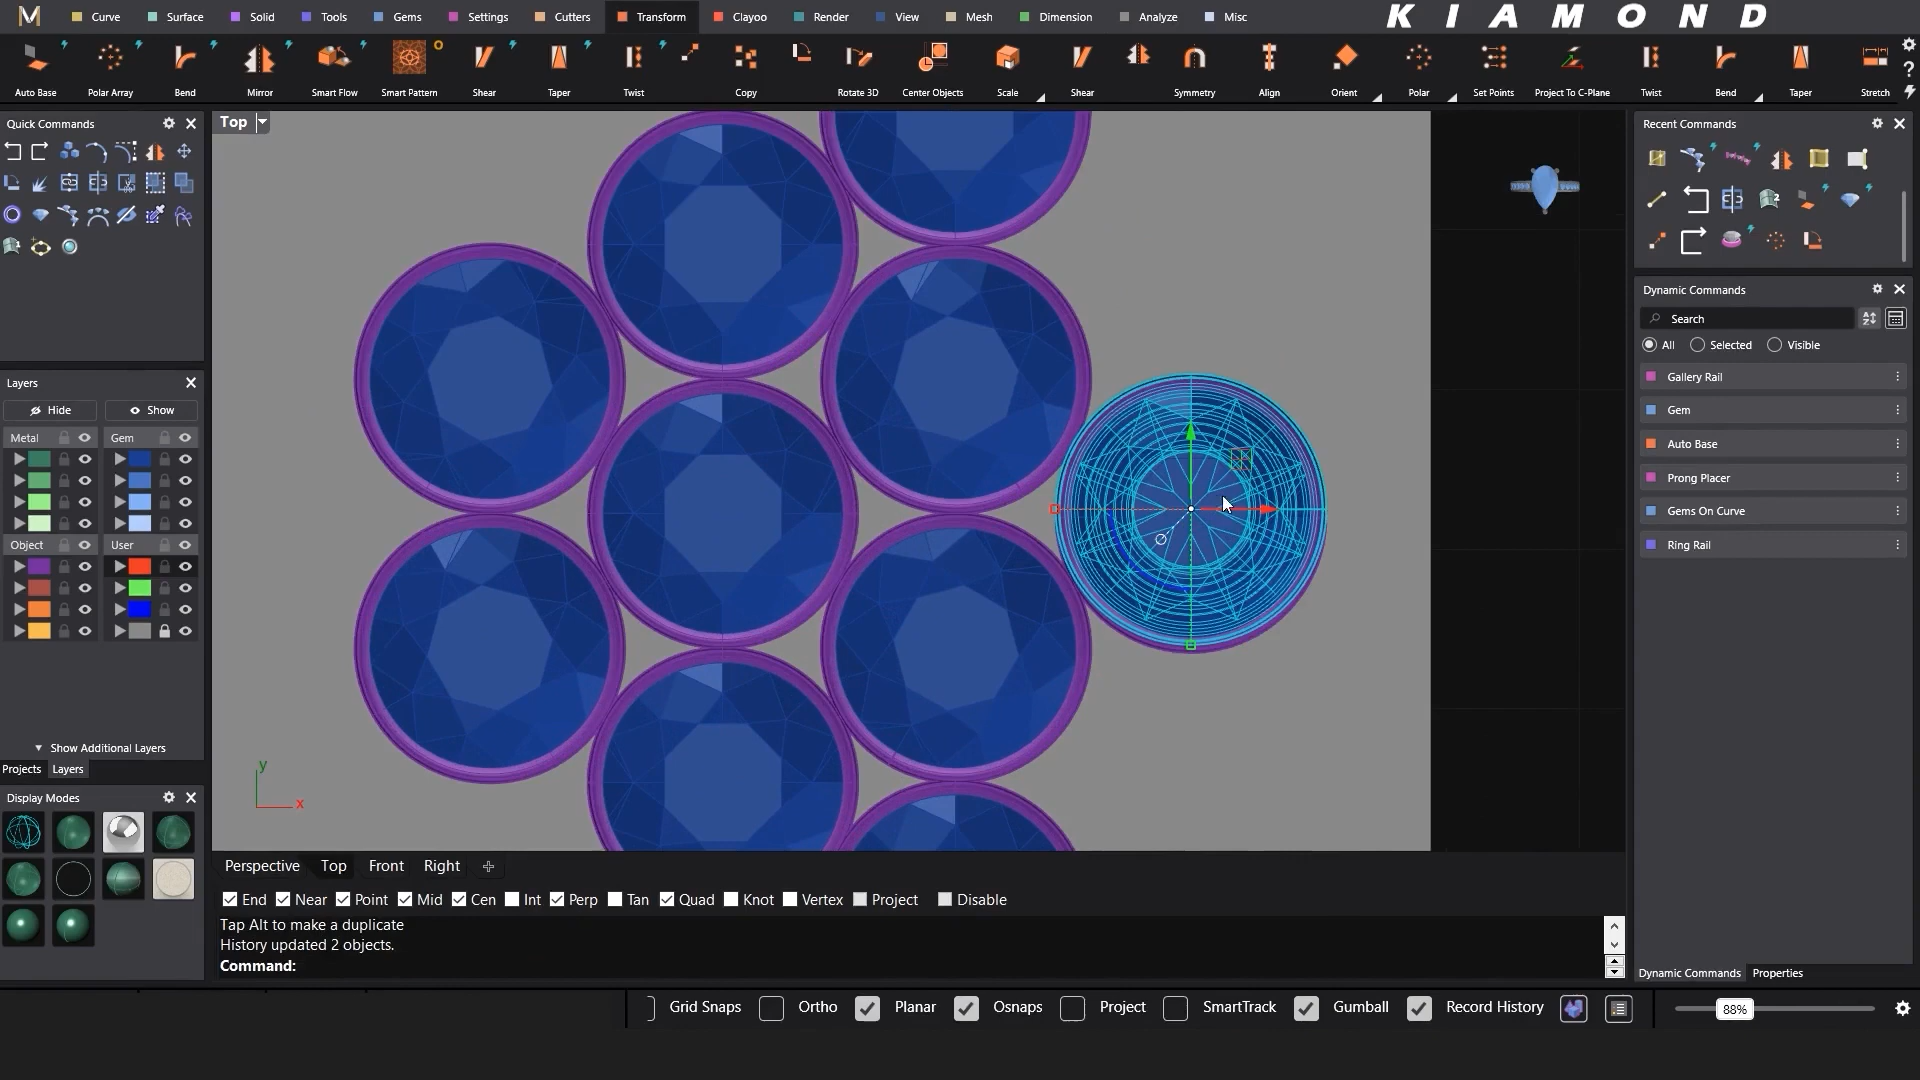 M Curve Surface Solid Tools Gems Settings Cutters Transform Clayoo Render View Mesh Dimension Analyze Misc KIAMOND
Auto Base Polar Array Bend Mirror Smart Flow Smart Pattern Shear Taper Twist Copy Rotate 3D Center Objects Scale Shear Symmetry Align Orient Polar Set Points Project To C-Plane Twist Bend Taper Stretch
Quick Commands
Top
Recent Commands
Dynamic Commands
Search
All Selected Visible
Gallery Rail
Gem
Auto Base
Prong Placer
Gems On Curve
Ring Rail
Layers
Hide Show
Metal Gem
Object User
Show Additional Layers
Projects Layers
Display Modes
y
x
Perspective Top Front Right
End Near Point Mid Cen Int Perp Tan Quad Knot Vertex Project Disable
Tap Alt to make a duplicate
History updated 2 objects.
Command:
Dynamic Commands Properties
Grid Snaps Ortho Planar Osnaps Project SmartTrack Gumball Record History 88%